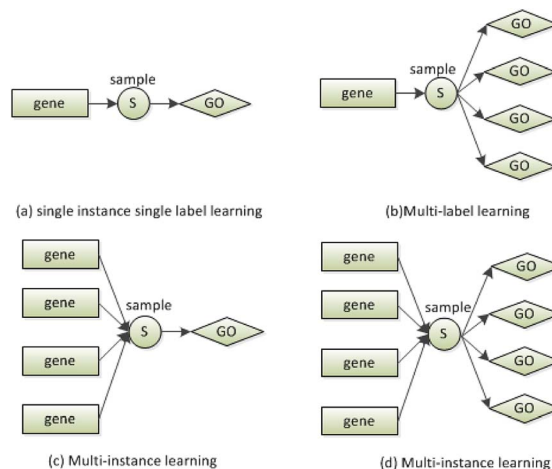 sample
gene
S
GO
(a) single instance single label learning
sample
gene
S
GO
GO
GO
GO
(b)Multi-label learning
gene
gene
gene
gene
sample
S
GO
(c) Multi-instance learning
gene
gene
gene
gene
sample
S
GO
GO
GO
GO
(d) Multi-instance learning